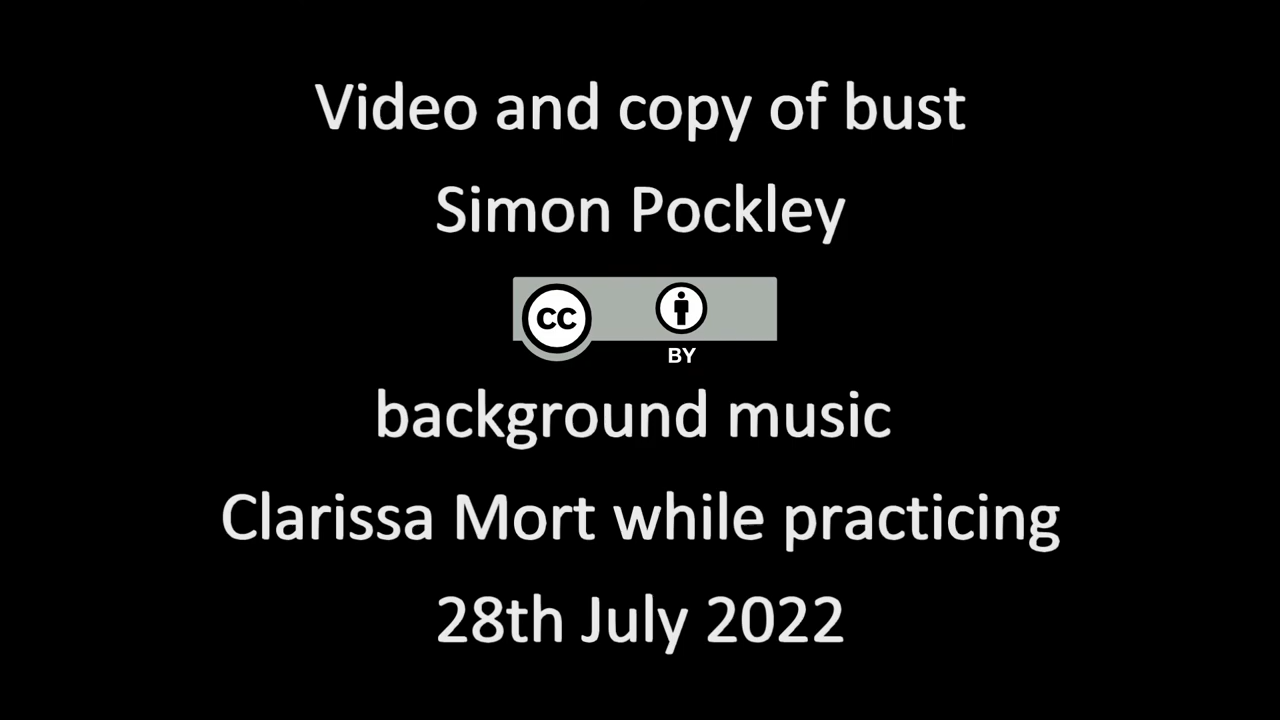 Video and copy of bust
Simon Pockley
CC
BY
background music
Clarissa Mort while practicing
28th July 2022